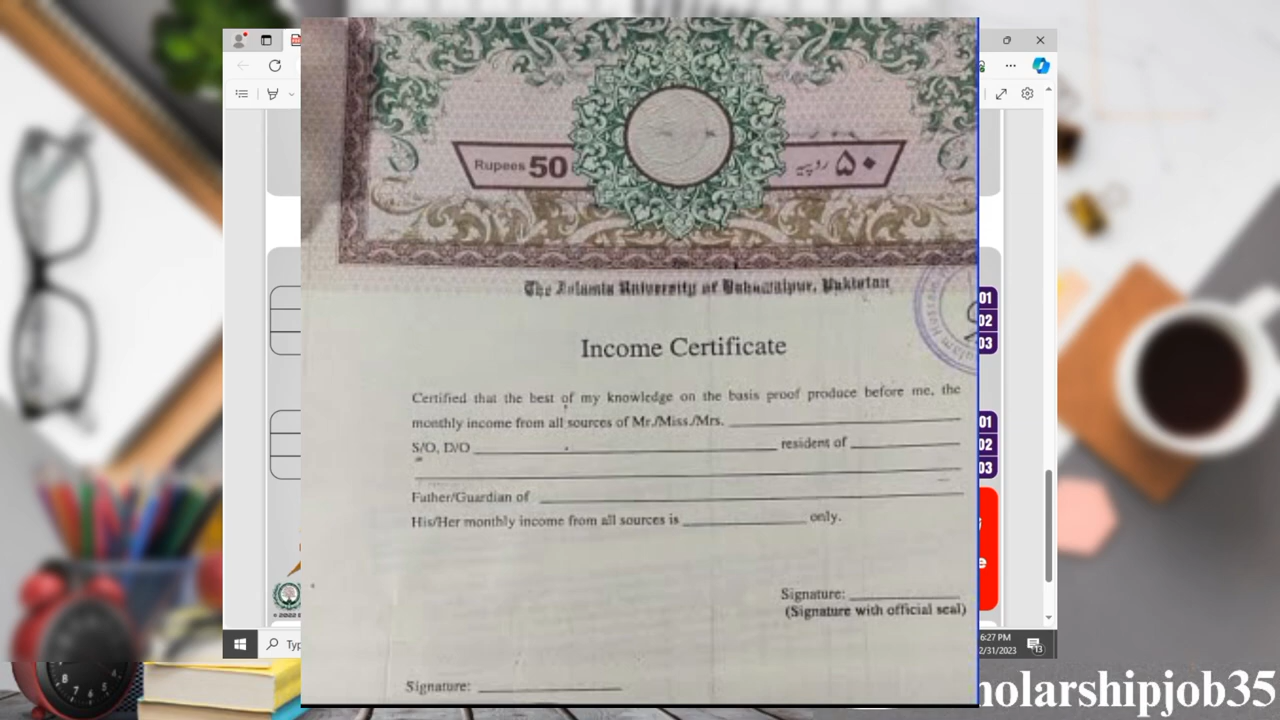 Rupees 50
۵۰ روپیہ
The Islamia University of Bahawalpur, Pakistan
Income Certificate
Certified that the best of my knowledge on the basis proof produce before me, the
monthly income from all sources of Mr./Miss./Mrs.
S/O, D/O resident of
Father/Guardian of
His/Her monthly income from all sources is only.
Signature:
(Signature with official seal)
Signature:
01
02
03
01
02
03
e
Typ
6:27 PM
2/31/2023
13
holarshipjob35